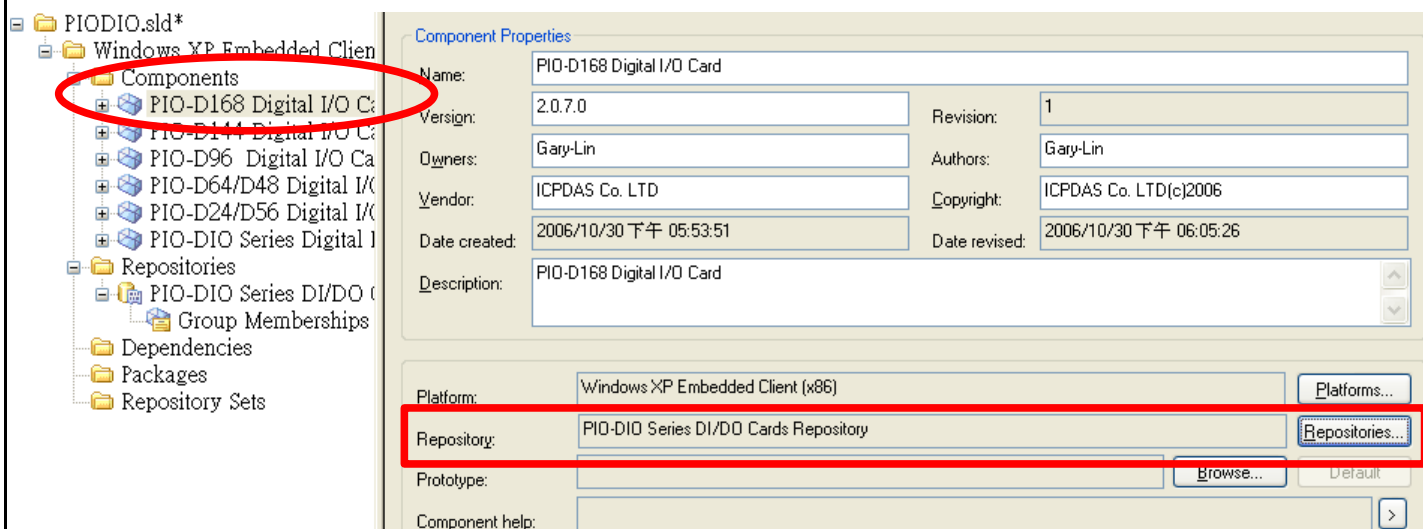 PIODIO.sld*
Windows XP Embedded Clien
Components
PIO-D168 Digital I/O Ca
PIO-D144 Digital I/O Ca
PIO-D96 Digital I/O Ca
PIO-D64/D48 Digital I/(
PIO-D24/D56 Digital I/(
PIO-DIO Series Digital I
Repositories
PIO-DIO Series DI/DO (
Group Memberships
Dependencies
Packages
Repository Sets
Component Properties
Name: PIO-D168 Digital I/O Card
Version: 2.0.7.0 Revision: 1
Owners: Gary-Lin Authors: Gary-Lin
Vendor: ICPDAS Co. LTD Copyright: ICPDAS Co. LTD(c)2006
Date created: 2006/10/30 下午 05:53:51 Date revised: 2006/10/30 下午 06:05:26
Description: PIO-D168 Digital I/O Card
Platform: Windows XP Embedded Client (x86) Platforms...
Repository: PIO-DIO Series DI/DO Cards Repository Repositories...
Prototype: Browse... Default
Component help: >